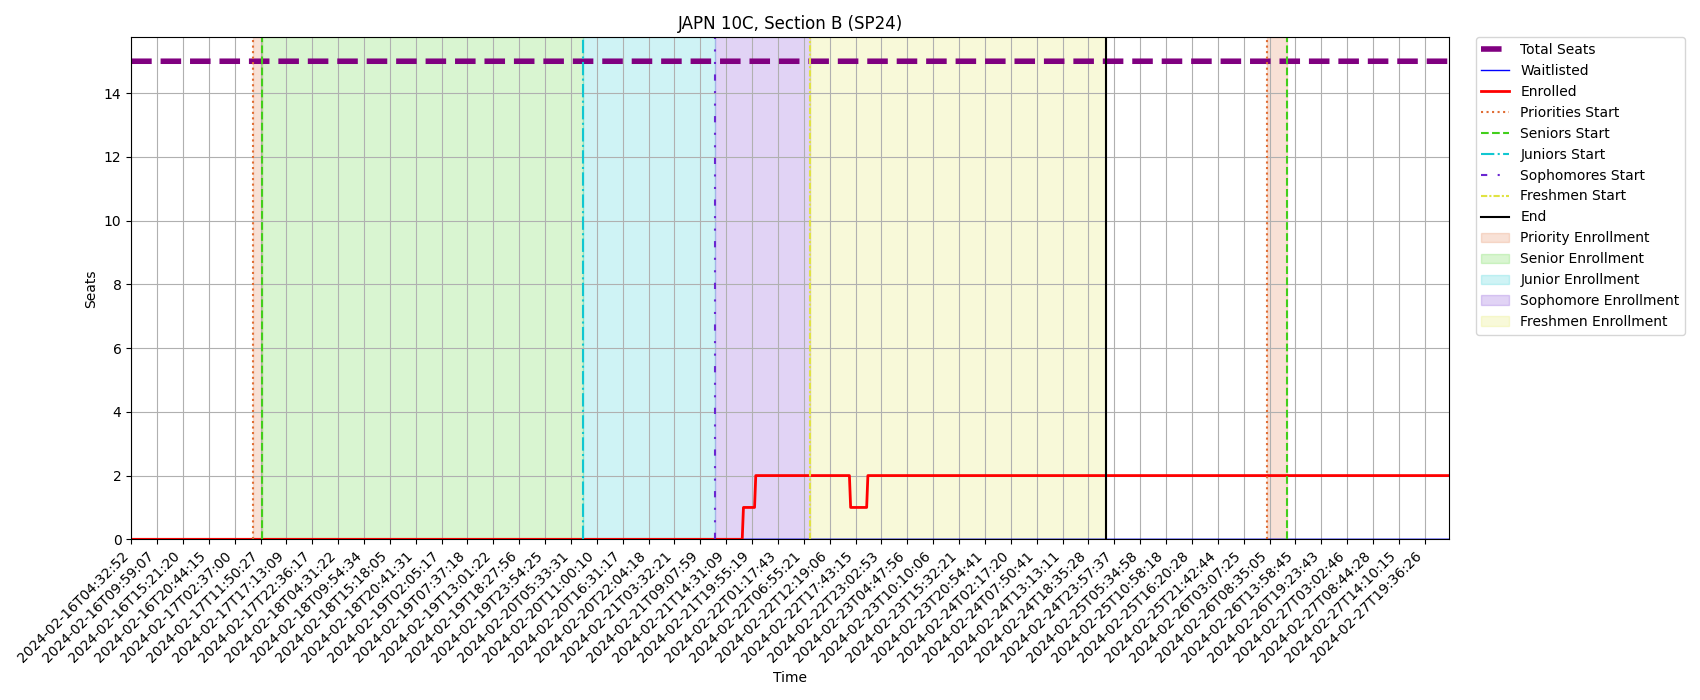 JAPN 10C, Section B (SP24)
Seats
14
12
10
8
6
4
2
0
2024-02-16T04:32:52
2024-02-16T09:59:07
2024-02-16T15:21:20
2024-02-16T20:44:15
2024-02-17T02:37:00
2024-02-17T11:50:27
2024-02-17T17:13:09
2024-02-17T22:36:17
2024-02-18T04:31:22
2024-02-18T09:54:34
2024-02-18T15:18:05
2024-02-18T20:41:31
2024-02-19T02:05:17
2024-02-19T07:37:18
2024-02-19T13:01:22
2024-02-19T18:27:56
2024-02-19T23:54:25
2024-02-20T05:33:31
2024-02-20T11:00:10
2024-02-20T16:31:17
2024-02-20T22:04:18
2024-02-21T03:32:21
2024-02-21T09:07:59
2024-02-21T14:31:09
2024-02-21T19:55:19
2024-02-22T01:17:43
2024-02-22T06:55:21
2024-02-22T12:19:06
2024-02-22T17:43:15
2024-02-22T23:02:53
2024-02-23T04:47:56
2024-02-23T10:10:06
2024-02-23T15:32:21
2024-02-23T20:54:41
2024-02-24T02:17:20
2024-02-24T07:50:41
2024-02-24T13:13:11
2024-02-24T18:35:28
2024-02-24T23:57:37
2024-02-25T05:34:58
2024-02-25T10:58:18
2024-02-25T16:20:28
2024-02-25T21:42:44
2024-02-26T03:07:25
2024-02-26T08:35:05
2024-02-26T13:58:45
2024-02-26T19:23:43
2024-02-27T03:02:46
2024-02-27T08:44:28
2024-02-27T14:10:15
2024-02-27T19:36:26
Time
Total Seats
Waitlisted
Enrolled
Priorities Start
Seniors Start
Juniors Start
Sophomores Start
Freshmen Start
End
Priority Enrollment
Senior Enrollment
Junior Enrollment
Sophomore Enrollment
Freshmen Enrollment